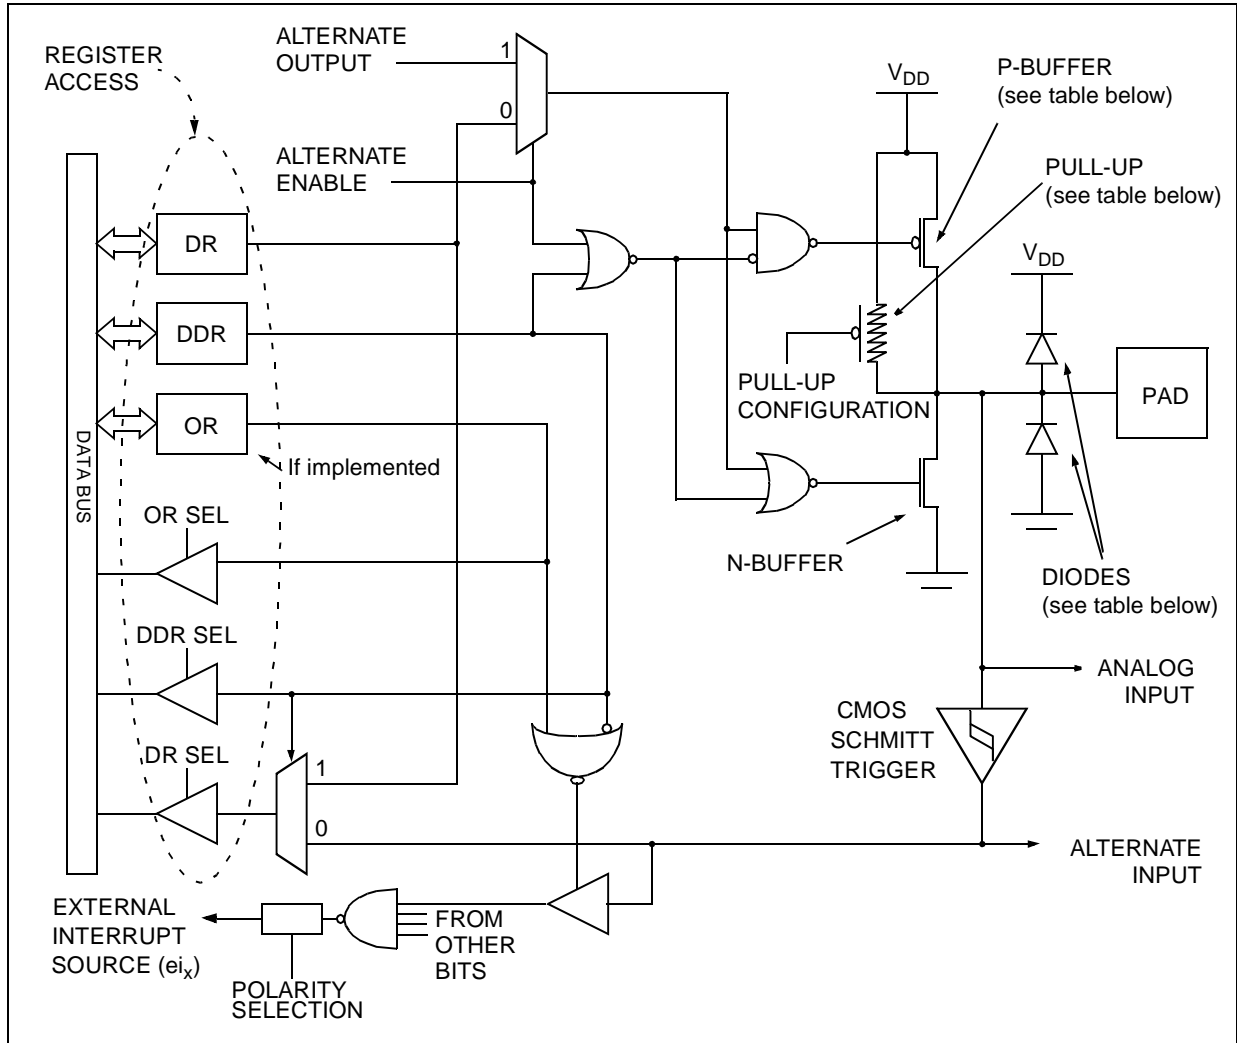 REGISTER
ACCESS
ALTERNATE
OUTPUT
1
0
ALTERNATE
ENABLE
VDD
P-BUFFER
(see table below)
PULL-UP
(see table below)
DR
DDR
OR
If implemented
DATA BUS
VDD
PULL-UP
CONFIGURATION
PAD
OR SEL
DDR SEL
DR SEL
N-BUFFER
DIODES
(see table below)
ANALOG
INPUT
CMOS
SCHMITT
TRIGGER
1
0
ALTERNATE
INPUT
EXTERNAL
INTERRUPT
SOURCE (eix)
FROM
OTHER
BITS
POLARITY
SELECTION